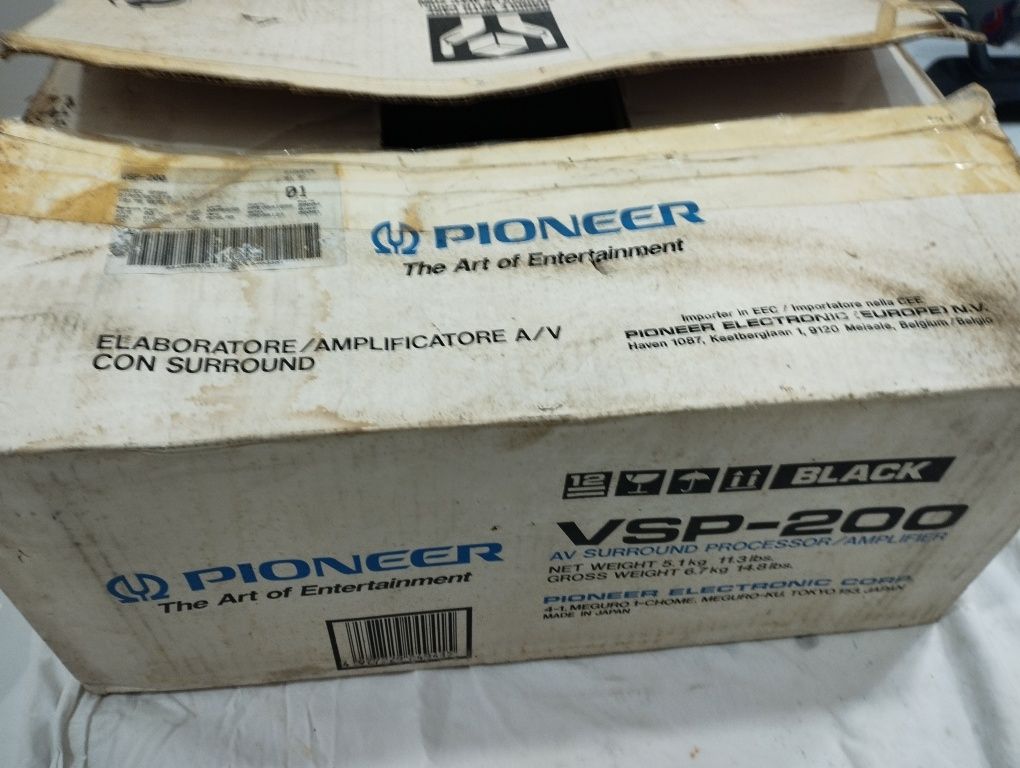 VSP-200
01
PIONEER
The Art of Entertainment
Importer in EEC / Importatore nella CEE
PIONEER ELECTRONIC [EUROPE] N.V.
Haven 1087, Keetberglaan 1, 9120 Melsele, Belgium/Belgio
ELABORATORE/AMPLIFICATORE A/V
CON SURROUND
12
BLACK
VSP-200
AV SURROUND PROCESSOR/AMPLIFIER
NET WEIGHT 5.1kg 11.3lbs.
GROSS WEIGHT 6.7kg 14.8lbs.
PIONEER ELECTRONIC CORP.
4-1, MEGURO 1-CHOME, MEGURO-KU, TOKYO 153, JAPAN
MADE IN JAPAN
PIONEER
The Art of Entertainment